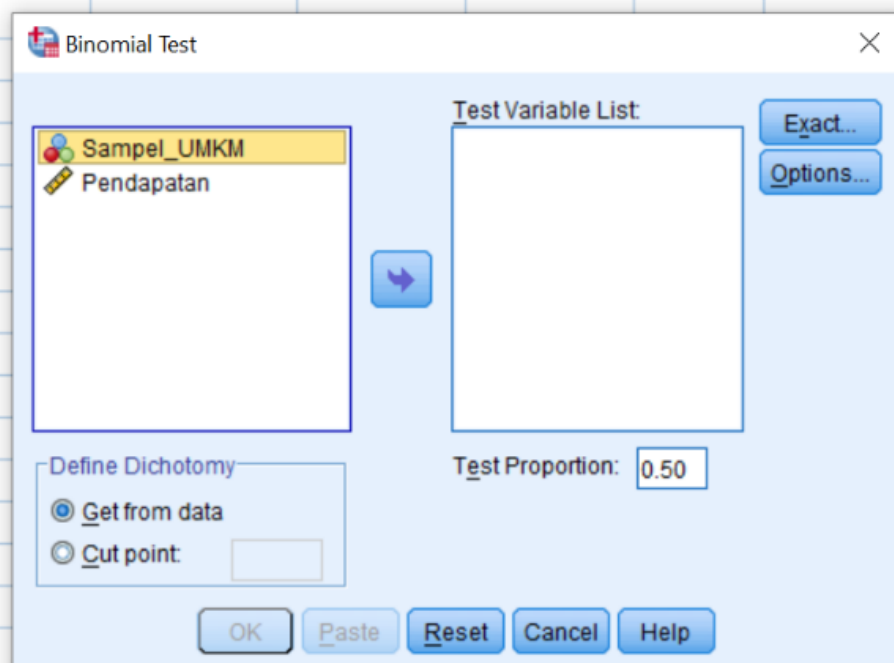 Binomial Test
Sampel_UMKM
Pendapatan
Test Variable List:
Exact...
Options...
Define Dichotomy
Get from data
Cut point:
Test Proportion: 0.50
OK Paste Reset Cancel Help